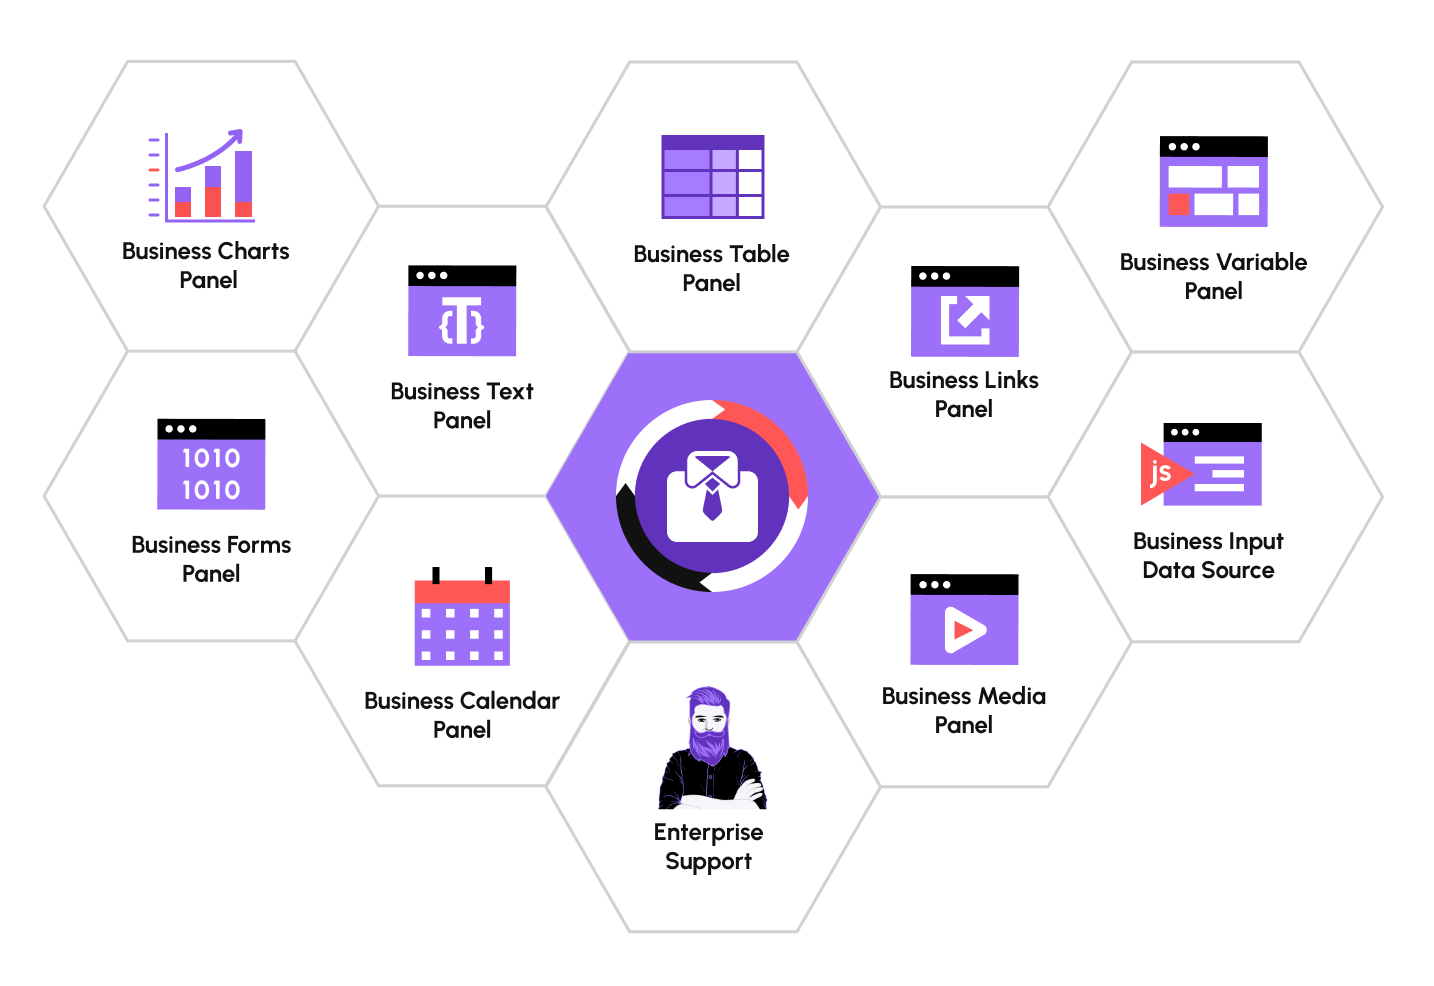 Business Charts
Panel
Business Table
Panel
Business Variable
Panel
{T}
Business Text
Panel
Business Links
Panel
1010
1010
Business Forms
Panel
js
Business Input
Data Source
Business Calendar
Panel
Business Media
Panel
Enterprise
Support